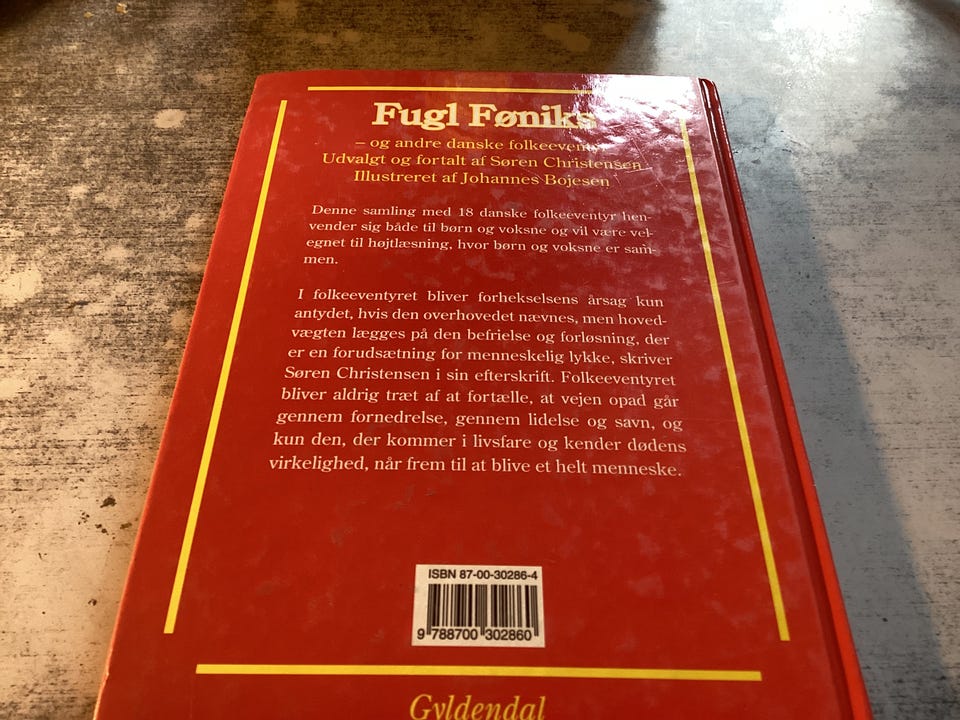 Fugl Føniks
– og andre danske folkeeventyr
Udvalgt og fortalt af Søren Christensen
Illustreret af Johannes Bojesen
Denne samling med 18 danske folkeeventyr hen-
vender sig både til børn og voksne og vil være vel-
egnet til højtlæsning, hvor børn og voksne er sam-
men.
I folkeeventyret bliver forhekselsens årsag kun
antydet, hvis den overhovedet nævnes, men hoved-
vægten lægges på den befrielse og forløsning, der
er en forudsætning for menneskelig lykke, skriver
Søren Christensen i sin efterskrift. Folkeeventyret
bliver aldrig træt af at fortælle, at vejen opad går
gennem fornedrelse, gennem lidelse og savn, og
kun den, der kommer i livsfare og kender dødens
virkelighed, når frem til at blive et helt menneske.
ISBN 87-00-30286-4
9 788700 302860
Gyldendal